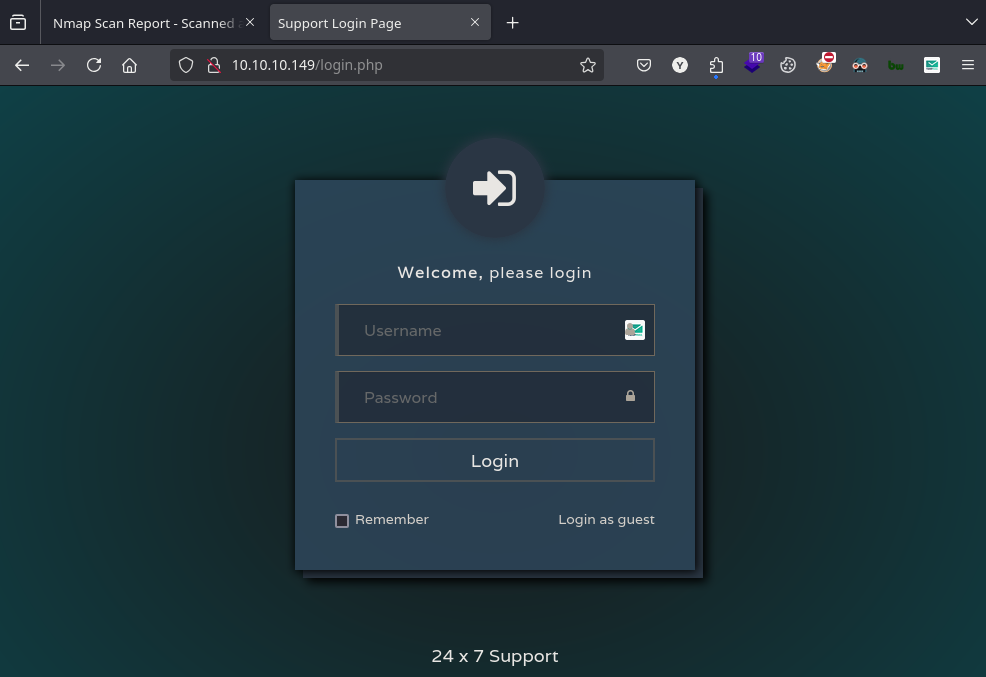 Nmap Scan Report - Scanned
Support Login Page
10.10.10.149/login.php
Y
10
Welcome, please login
Username
Password
Login
Remember
Login as guest
24 x 7 Support